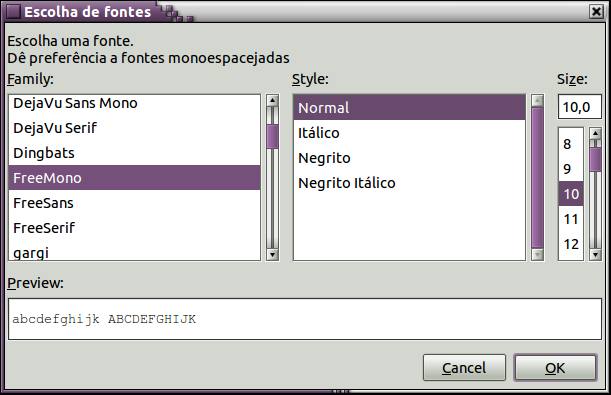 Escolha de fontes
Escolha uma fonte.
Dê preferência a fontes monoespacejadas
Family:
Style:
Size:
DejaVu Sans Mono
DejaVu Serif
Dingbats
FreeMono
FreeSans
FreeSerif
gargi
Normal
Itálico
Negrito
Negrito Itálico
10,0
8
9
10
11
12
Preview:
abcdefghijk ABCDEFGHIJK
Cancel
OK